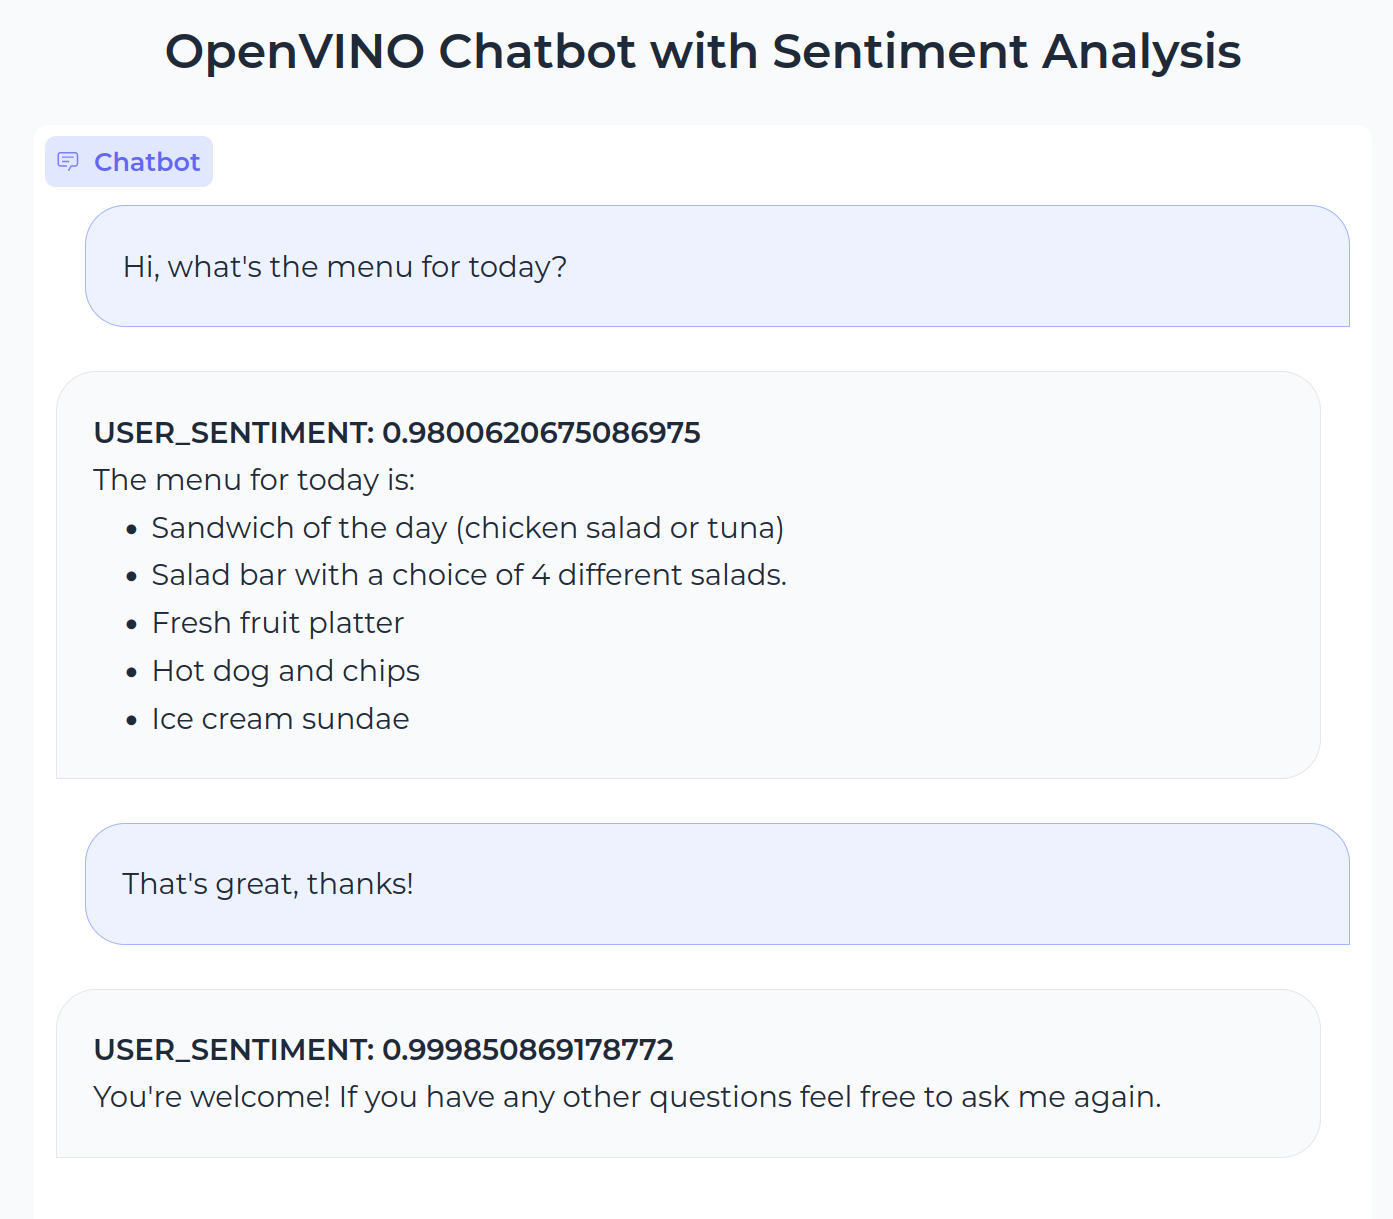 OpenVINO Chatbot with Sentiment Analysis
Chatbot
Hi, what's the menu for today?
USER_SENTIMENT: 0.9800620675086975
The menu for today is:
• Sandwich of the day (chicken salad or tuna)
• Salad bar with a choice of 4 different salads.
• Fresh fruit platter
• Hot dog and chips
• Ice cream sundae
That's great, thanks!
USER_SENTIMENT: 0.999850869178772
You're welcome! If you have any other questions feel free to ask me again.